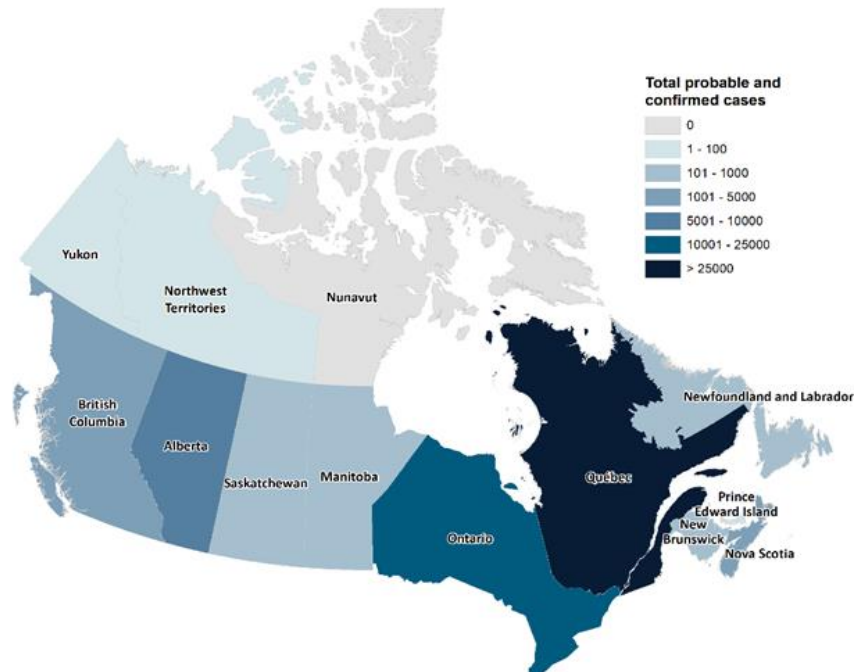 Total probable and
confirmed cases
0
1 - 100
101 - 1000
1001 - 5000
5001 - 10000
10001 - 25000
> 25000
Yukon
Northwest
Territories
Nunavut
British
Columbia
Alberta
Saskatchewan
Manitoba
Ontario
Québec
Newfoundland and Labrador
Prince
Edward Island
New
Brunswick
Nova Scotia